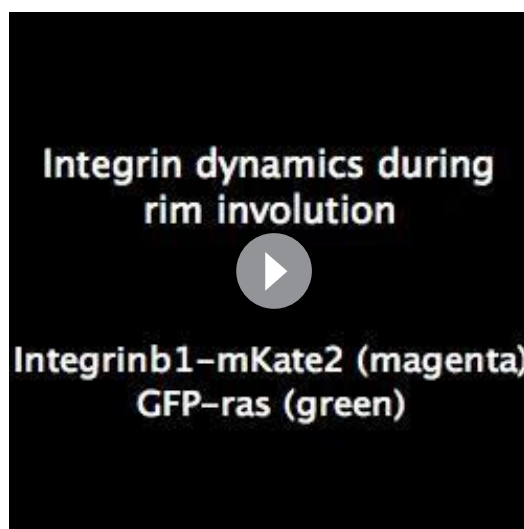 Integrin dynamics during
rim involution
Integrinb1-mKate2 (magenta)
GFP-ras (green)